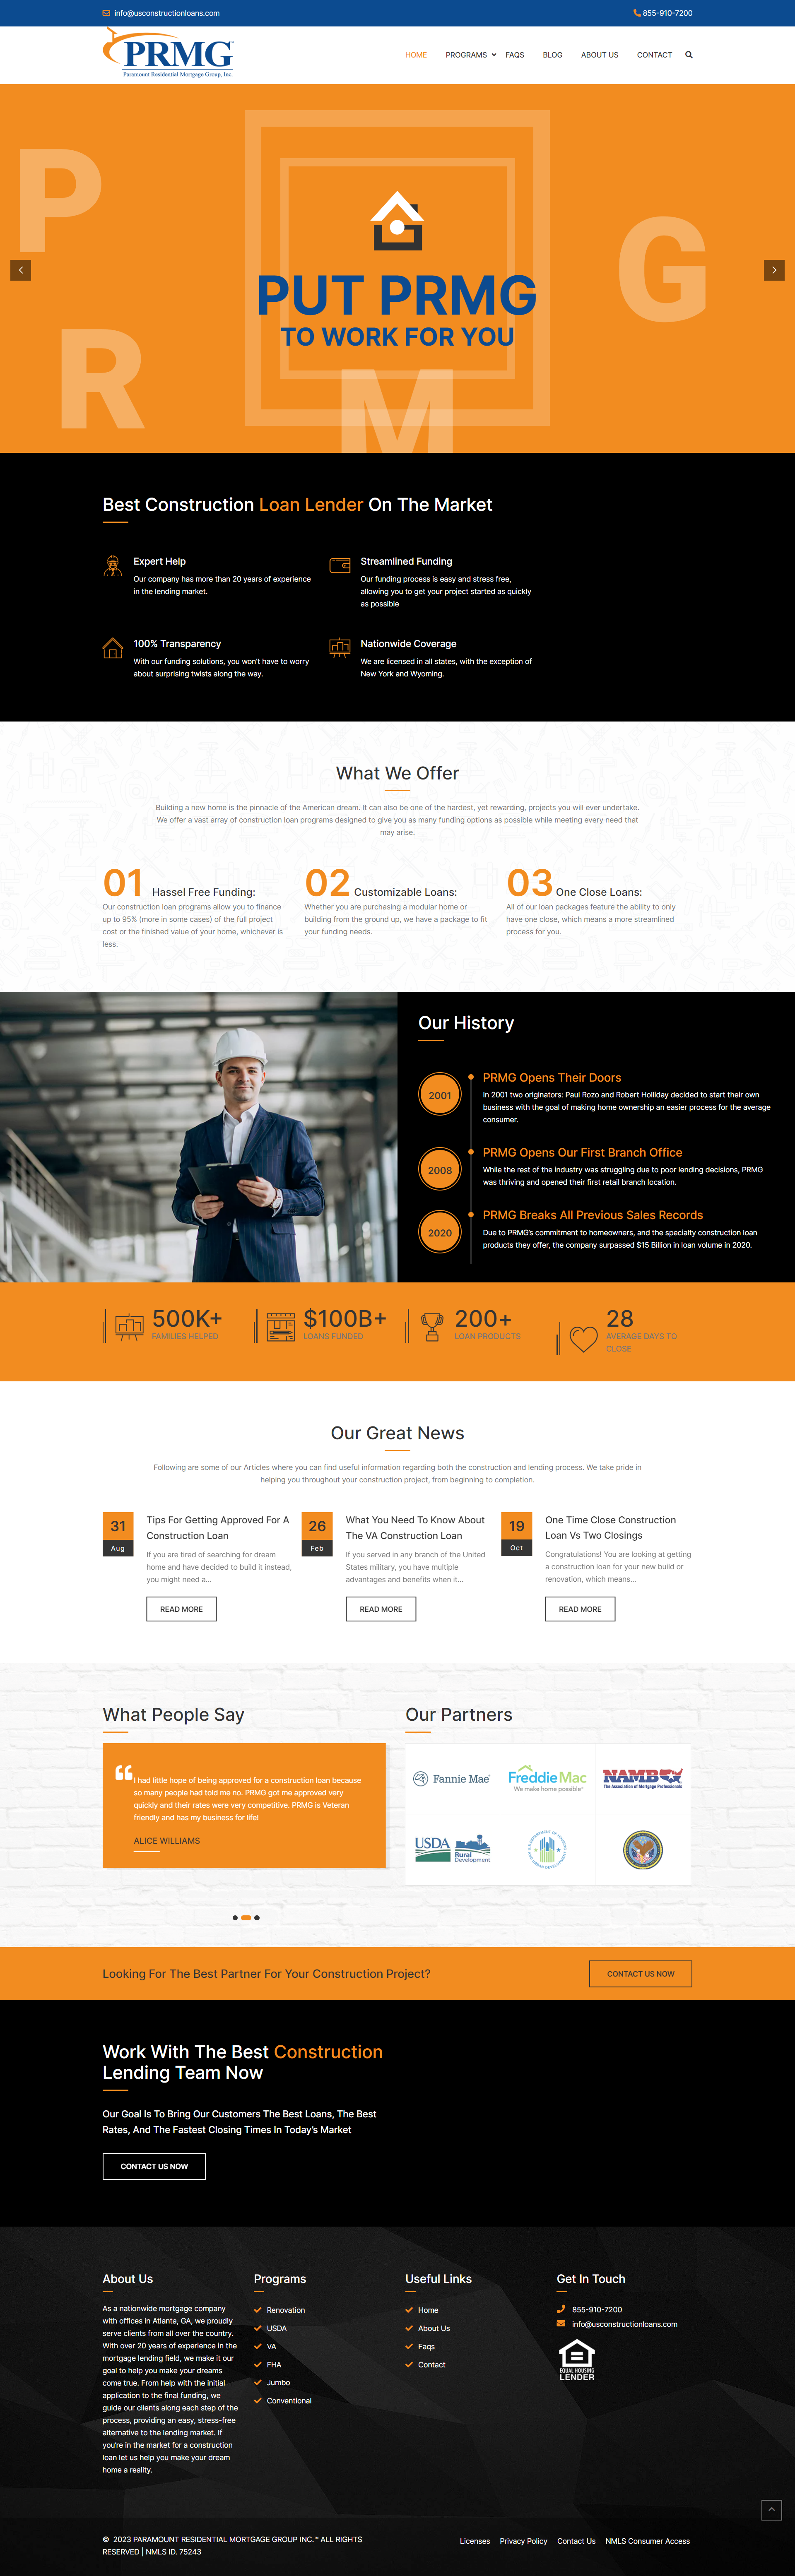 info@usconstructionloans.com
855-910-7200
PRMG
Paramount Residential Mortgage Group, Inc.
HOME
PROGRAMS
FAQS
BLOG
ABOUT US
CONTACT
P
R
M
G
PUT PRMG
TO WORK FOR YOU
Best Construction Loan Lender On The Market
Expert Help
Our company has more than 20 years of experience
in the lending market.
Streamlined Funding
Our funding process is easy and stress free,
allowing you to get your project started as quickly
as possible
100% Transparency
With our funding solutions, you won't have to worry
about surprising twists along the way.
Nationwide Coverage
We are licensed in all states, with the exception of
New York and Wyoming.
What We Offer
Building a new home is the pinnacle of the American dream. It can also be one of the hardest, yet rewarding, projects you will ever undertake.
We offer a vast array of construction loan programs designed to give you as many funding options as possible while meeting every need that
may arise.
01 Hassel Free Funding:
Our construction loan programs allow you to finance
up to 95% (more in some cases) of the full project
cost or the finished value of your home, whichever is
less.
02 Customizable Loans:
Whether you are purchasing a modular home or
building from the ground up, we have a package to fit
your funding needs.
03 One Close Loans:
All of our loan packages feature the ability to only
have one close, which means a more streamlined
process for you.
Our History
2001
PRMG Opens Their Doors
In 2001 two originators: Paul Rozo and Robert Holliday decided to start their own
business with the goal of making home ownership an easier process for the average
consumer.
2008
PRMG Opens Our First Branch Office
While the rest of the industry was struggling due to poor lending decisions, PRMG
was thriving and opened their first retail branch location.
2020
PRMG Breaks All Previous Sales Records
Due to PRMG's commitment to homeowners, and the specialty construction loan
products they offer, the company surpassed $15 Billion in loan volume in 2020.
500K+
FAMILIES HELPED
$100B+
LOANS FUNDED
200+
LOAN PRODUCTS
28
AVERAGE DAYS TO
CLOSE
Our Great News
Following are some of our Articles where you can find useful information regarding both the construction and lending process. We take pride in
helping you throughout your construction project, from beginning to completion.
31
Aug
Tips For Getting Approved For A
Construction Loan
If you are tired of searching for dream
home and have decided to build it instead,
you might need a...
READ MORE
26
Feb
What You Need To Know About
The VA Construction Loan
If you served in any branch of the United
States military, you have multiple
advantages and benefits when it...
READ MORE
19
Oct
One Time Close Construction
Loan Vs Two Closings
Congratulations! You are looking at getting
a construction loan for your new build or
renovation, which means...
READ MORE
What People Say
I had little hope of being approved for a construction loan because
so many people had told me no. PRMG got me approved very
quickly and their rates were very competitive. PRMG is Veteran
friendly and has my business for life!
ALICE WILLIAMS
Our Partners
Fannie Mae
Freddie Mac
We make home possible
NAMB
The Association of Mortgage Professionals
USDA
Rural
Development
Looking For The Best Partner For Your Construction Project?
CONTACT US NOW
Work With The Best Construction
Lending Team Now
Our Goal Is To Bring Our Customers The Best Loans, The Best
Rates, And The Fastest Closing Times In Today's Market
CONTACT US NOW
About Us
As a nationwide mortgage company
with offices in Atlanta, GA, we proudly
serve clients from all over the country.
With over 20 years of experience in the
mortgage lending field, we make it our
goal to help you make your dreams
come true. From help with the initial
application to the final funding, we
guide our clients along each step of the
process, providing an easy, stress-free
alternative to the lending market. If
you're in the market for a construction
loan let us help you make your dream
home a reality.
Programs
Renovation
USDA
VA
FHA
Jumbo
Conventional
Useful Links
Home
About Us
Faqs
Contact
Get In Touch
855-910-7200
info@usconstructionloans.com
EQUAL HOUSING
LENDER
© 2023 PARAMOUNT RESIDENTIAL MORTGAGE GROUP INC.™ ALL RIGHTS
RESERVED | NMLS ID. 75243
Licenses
Privacy Policy
Contact Us
NMLS Consumer Access